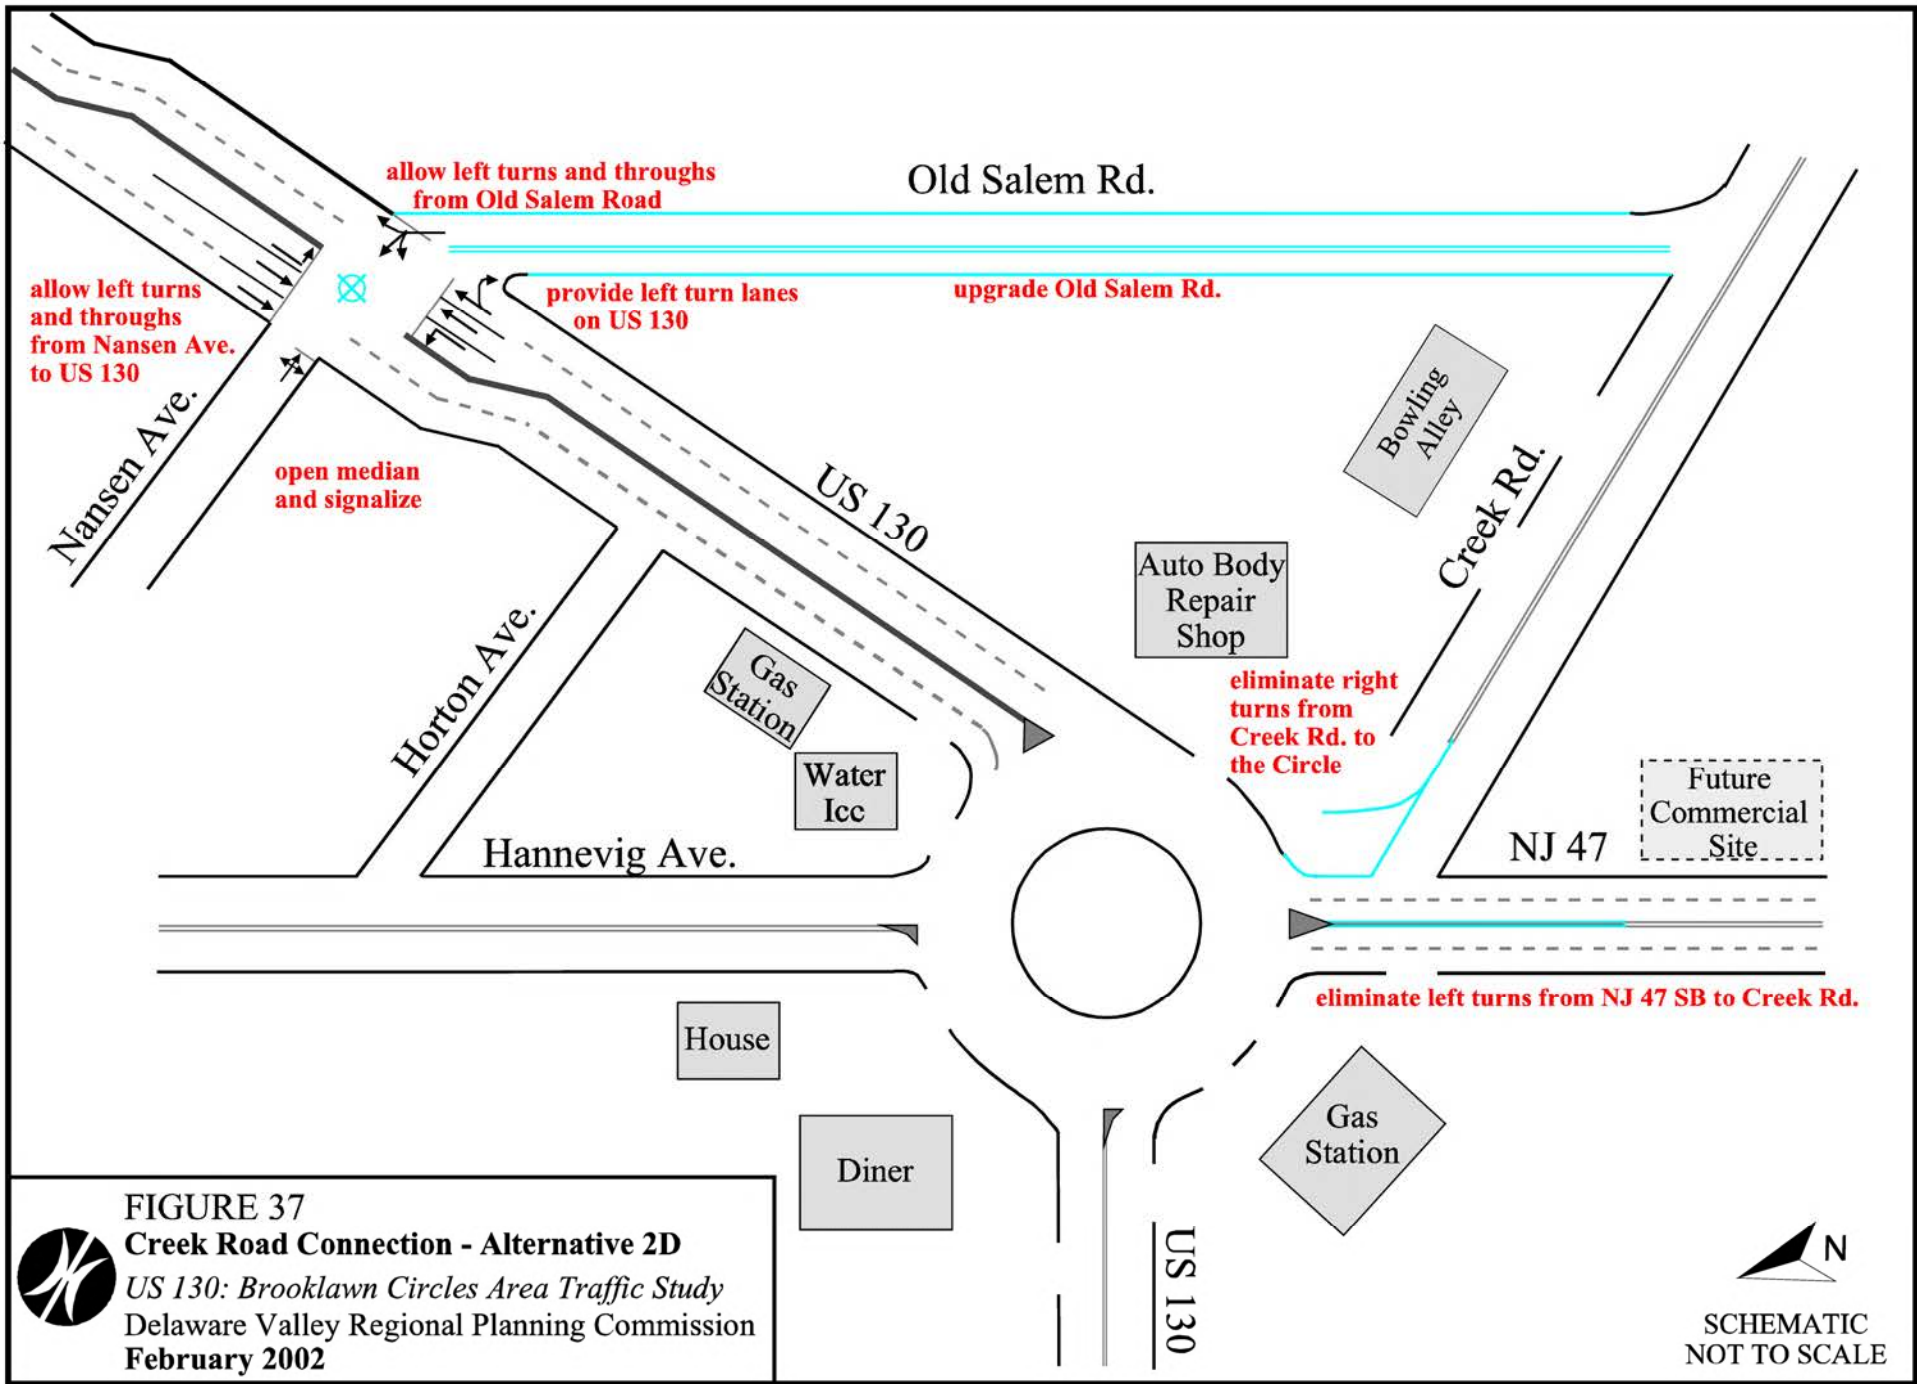 allow left turns and throughs
from Old Salem Road
Old Salem Rd.
allow left turns
and throughs
from Nansen Ave.
to US 130
provide left turn lanes
on US 130
upgrade Old Salem Rd.
Bowling
Alley
Nansen Ave.
open median
and signalize
US 130
Creek Rd.
Auto Body
Repair
Shop
Horton Ave.
Gas
Station
eliminate right
turns from
Creek Rd. to
the Circle
Water
Icc
Future
Commercial
Site
Hannevig Ave.
NJ 47
eliminate left turns from NJ 47 SB to Creek Rd.
House
Gas
Station
Diner
US 130
FIGURE 37
Creek Road Connection - Alternative 2D
US 130: Brooklawn Circles Area Traffic Study
Delaware Valley Regional Planning Commission
February 2002
N
SCHEMATIC
NOT TO SCALE